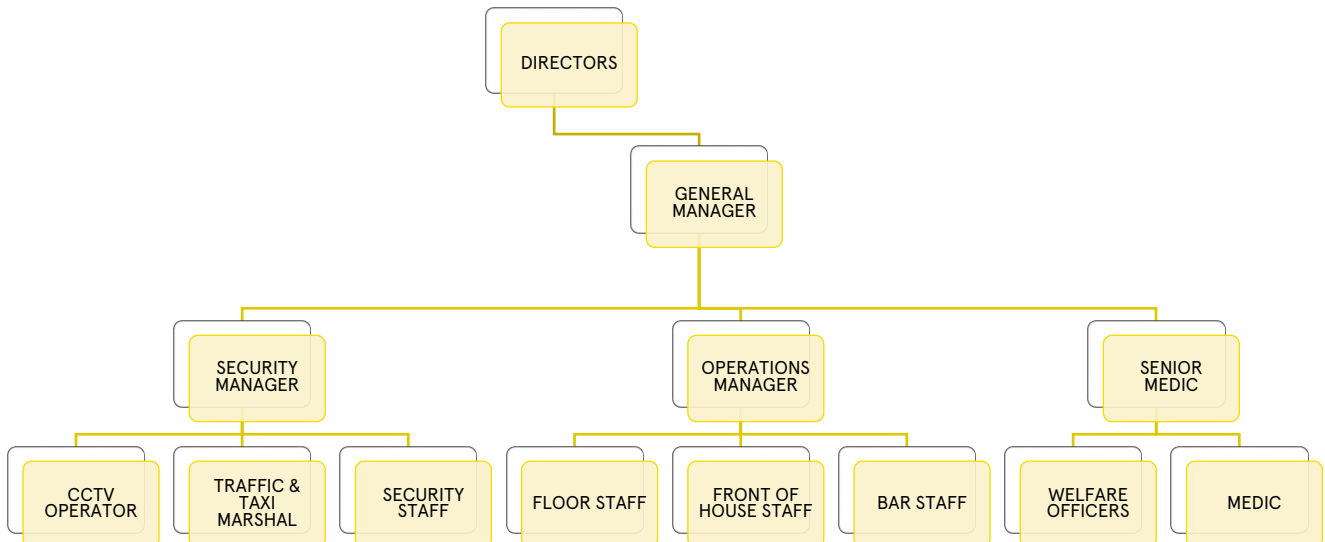 DIRECTORS
GENERAL
MANAGER
SECURITY
MANAGER
OPERATIONS
MANAGER
SENIOR
MEDIC
CCTV
OPERATOR
TRAFFIC &
TAXI
MARSHAL
SECURITY
STAFF
FLOOR STAFF
FRONT OF
HOUSE STAFF
BAR STAFF
WELFARE
OFFICERS
MEDIC